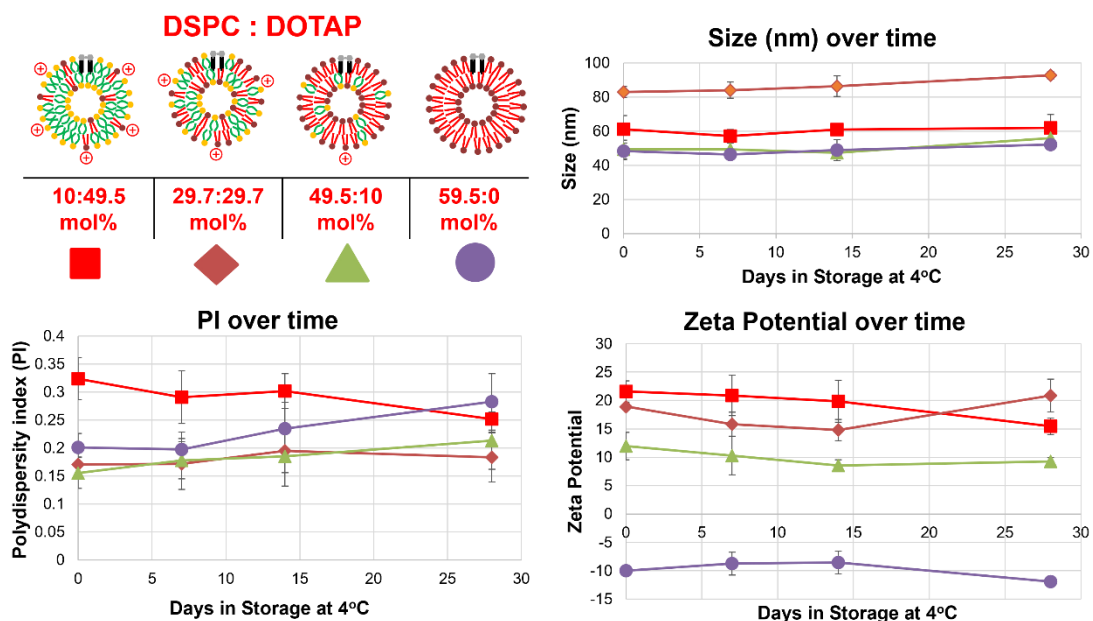 DSPC : DOTAP
+
+
+
+
+
+
+
+
+
10:49.5
mol%
29.7:29.7
mol%
49.5:10
mol%
59.5:0
mol%
Size (nm) over time
Size (nm)
100
80
60
40
20
0
0 5 10 15 20 25 30
Days in Storage at 4°C
PI over time
Polydispersity index (PI)
0.4
0.35
0.3
0.25
0.2
0.15
0.1
0.05
0
0 5 10 15 20 25 30
Days in Storage at 4°C
Zeta Potential over time
Zeta Potential
30
25
20
15
10
5
0
0 5 10 15 20 25 30
-5
-10
-15
Days in Storage at 4°C